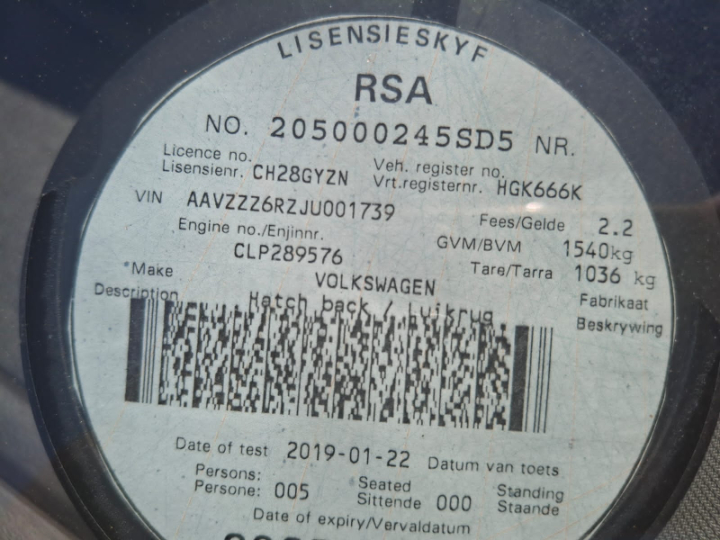 LISENSIESKYF
RSA
NO. 205000245SD5 NR.
Licence no. Veh. register no.
Lisensienr. CH28GYZN Vrt.registernr. HGK666K
VIN AAVZZZ6RZJU001739 Fees/Gelde 2.2
Engine no./Enjinnr. GVM/BVM 1540kg
CLP289576 Tare/Tarra 1036 kg
*Make VOLKSWAGEN Fabrikaat
Description Hatch back / Luikrug Beskrywing
Date of test 2019-01-22 Datum van toets
Persons: Seated Standing
Persone: 005 Sittende 000 Staande
Date of expiry/Vervaldatum